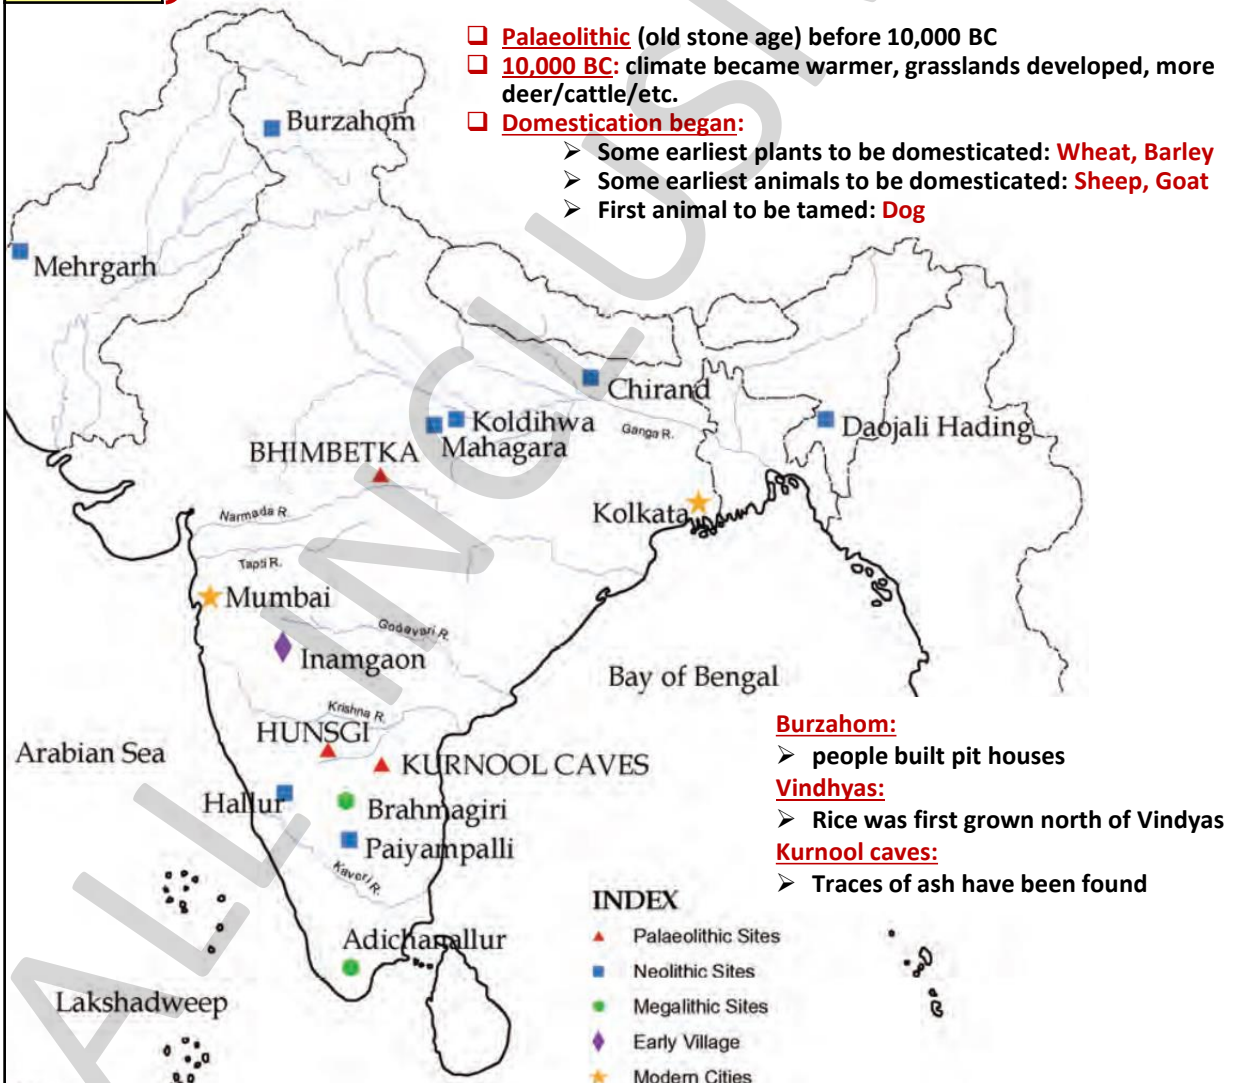 ❑ Palaeolithic (old stone age) before 10,000 BC
❑ 10,000 BC: climate became warmer, grasslands developed, more
deer/cattle/etc.
❑ Domestication began:
➢ Some earliest plants to be domesticated: Wheat, Barley
➢ Some earliest animals to be domesticated: Sheep, Goat
➢ First animal to be tamed: Dog
Burzahom
Mehrgarh
Chirand
Koldihwa
Mahagara
Ganga R.
Daojali Hading
BHIMBETKA
Kolkata
Narmada R.
Tapti R.
Mumbai
Godavari R.
Inamgaon
Bay of Bengal
Krishna R.
HUNSGI
Arabian Sea
KURNOOL CAVES
Hallur
Brahmagiri
Paiyampalli
Kaveri R.
Adichanallur
Lakshadweep
Burzahom:
➢ people built pit houses
Vindhyas:
➢ Rice was first grown north of Vindyas
Kurnool caves:
➢ Traces of ash have been found
INDEX
Palaeolithic Sites
Neolithic Sites
Megalithic Sites
Early Village
Modern Cities
ALL INCLUSI